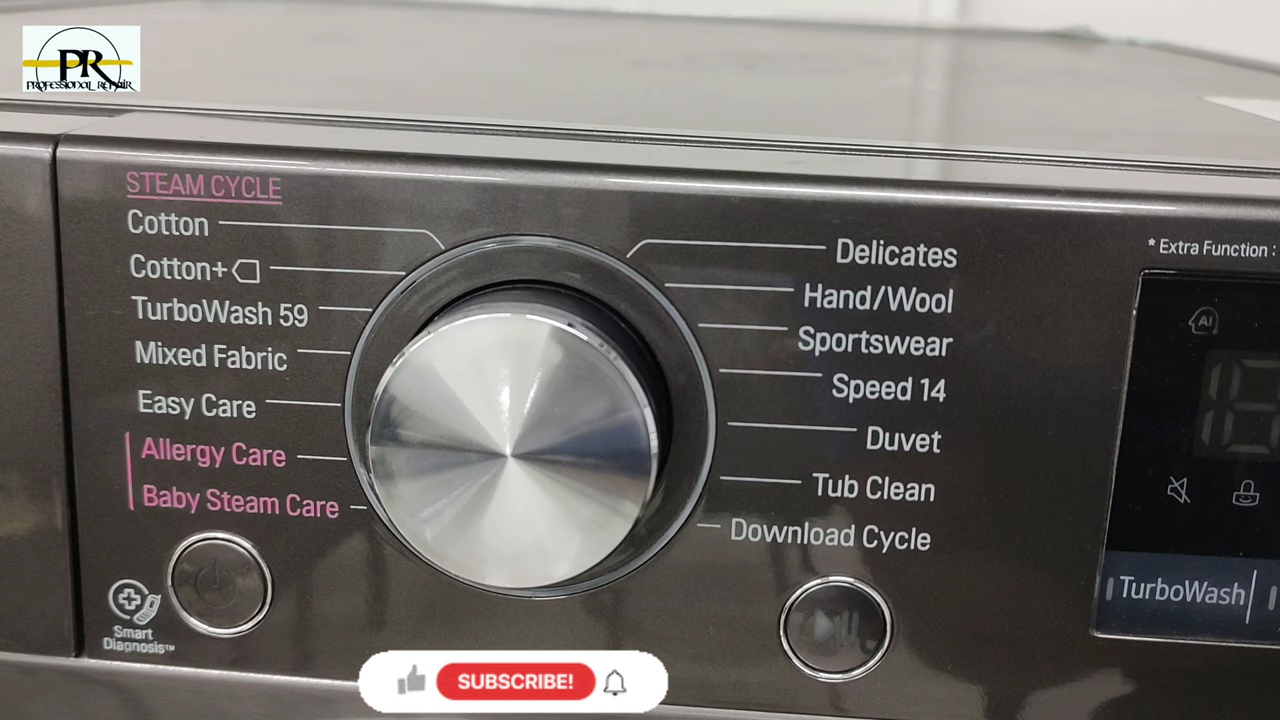 PR
PROFESSIONAL REPAIR
STEAM CYCLE
Cotton
Cotton+
TurboWash 59
Mixed Fabric
Easy Care
Allergy Care
Baby Steam Care
Delicates
Hand/Wool
Sportswear
Speed 14
Duvet
Tub Clean
Download Cycle
* Extra Function :
AI
TurboWash
Smart
Diagnosis™
SUBSCRIBE!